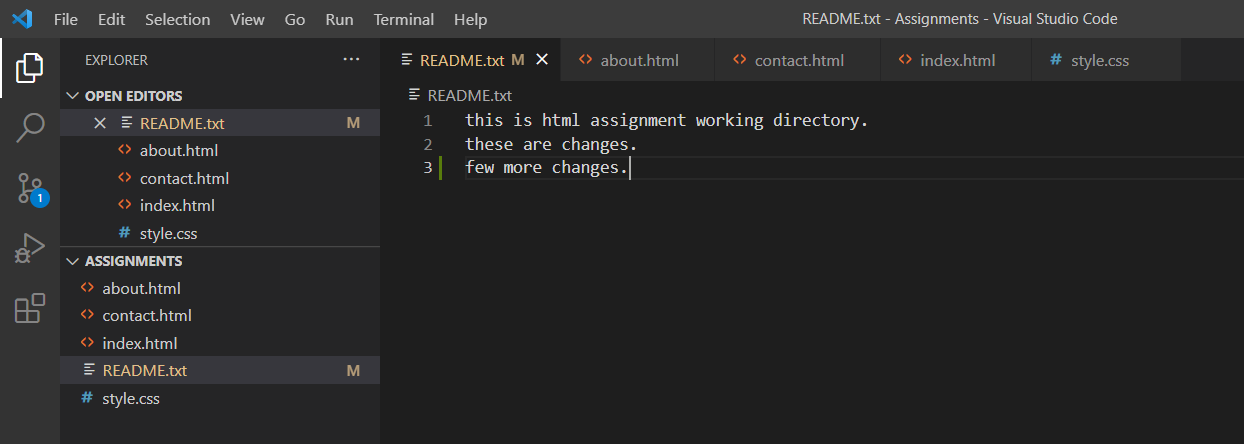 File Edit Selection View Go Run Terminal Help README.txt - Assignments - Visual Studio Code
EXPLORER ···
OPEN EDITORS
README.txt M
about.html
contact.html
index.html
# style.css
1
ASSIGNMENTS
about.html
contact.html
index.html
README.txt M
# style.css
README.txt M about.html contact.html index.html # style.css
README.txt
1 this is html assignment working directory.
2 these are changes.
3 few more changes.